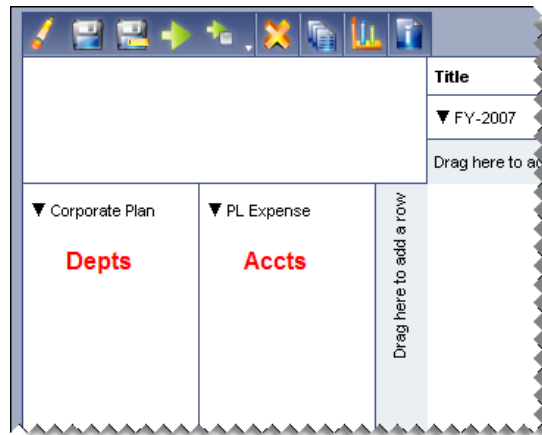 Title
▼ FY-2007
Drag here to
▼ Corporate Plan
▼ PL Expense
Depts
Accts
Drag here to add a row